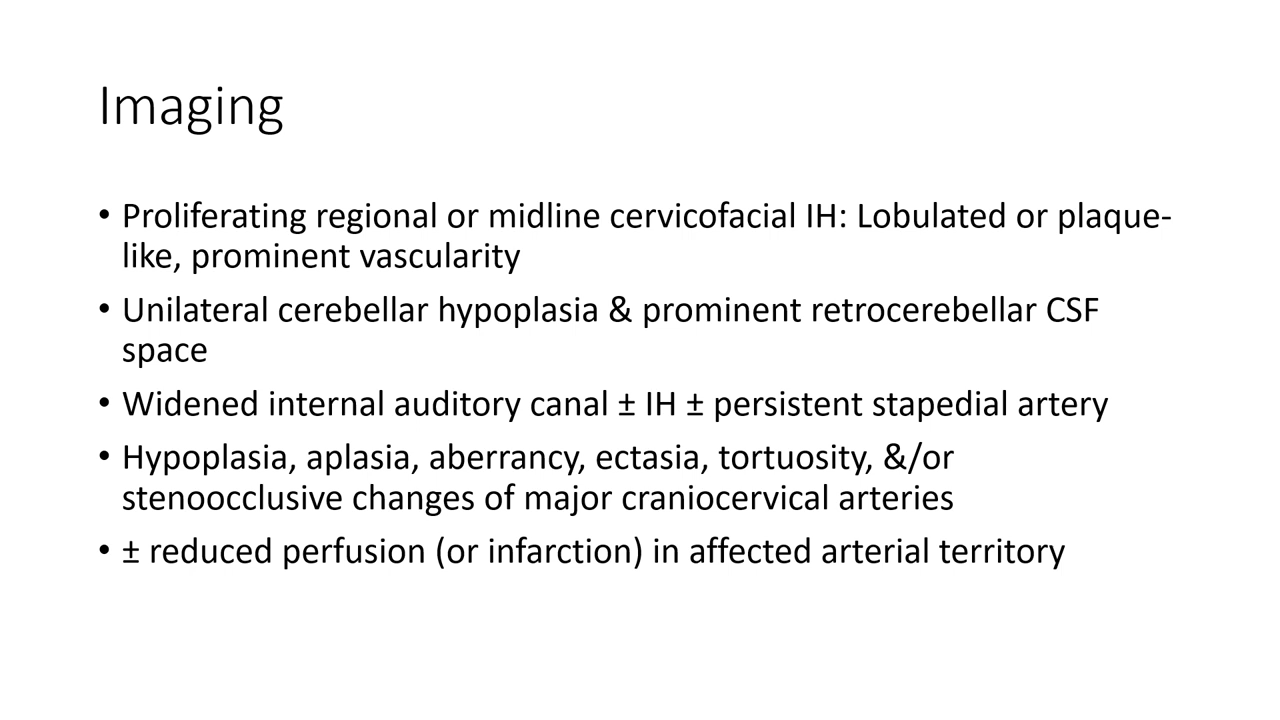 Imaging
• Proliferating regional or midline cervicofacial IH: Lobulated or plaque-
like, prominent vascularity
• Unilateral cerebellar hypoplasia & prominent retrocerebellar CSF
space
• Widened internal auditory canal ± IH ± persistent stapedial artery
• Hypoplasia, aplasia, aberrancy, ectasia, tortuosity, &/or
stenoocclusive changes of major craniocervical arteries
• ± reduced perfusion (or infarction) in affected arterial territory